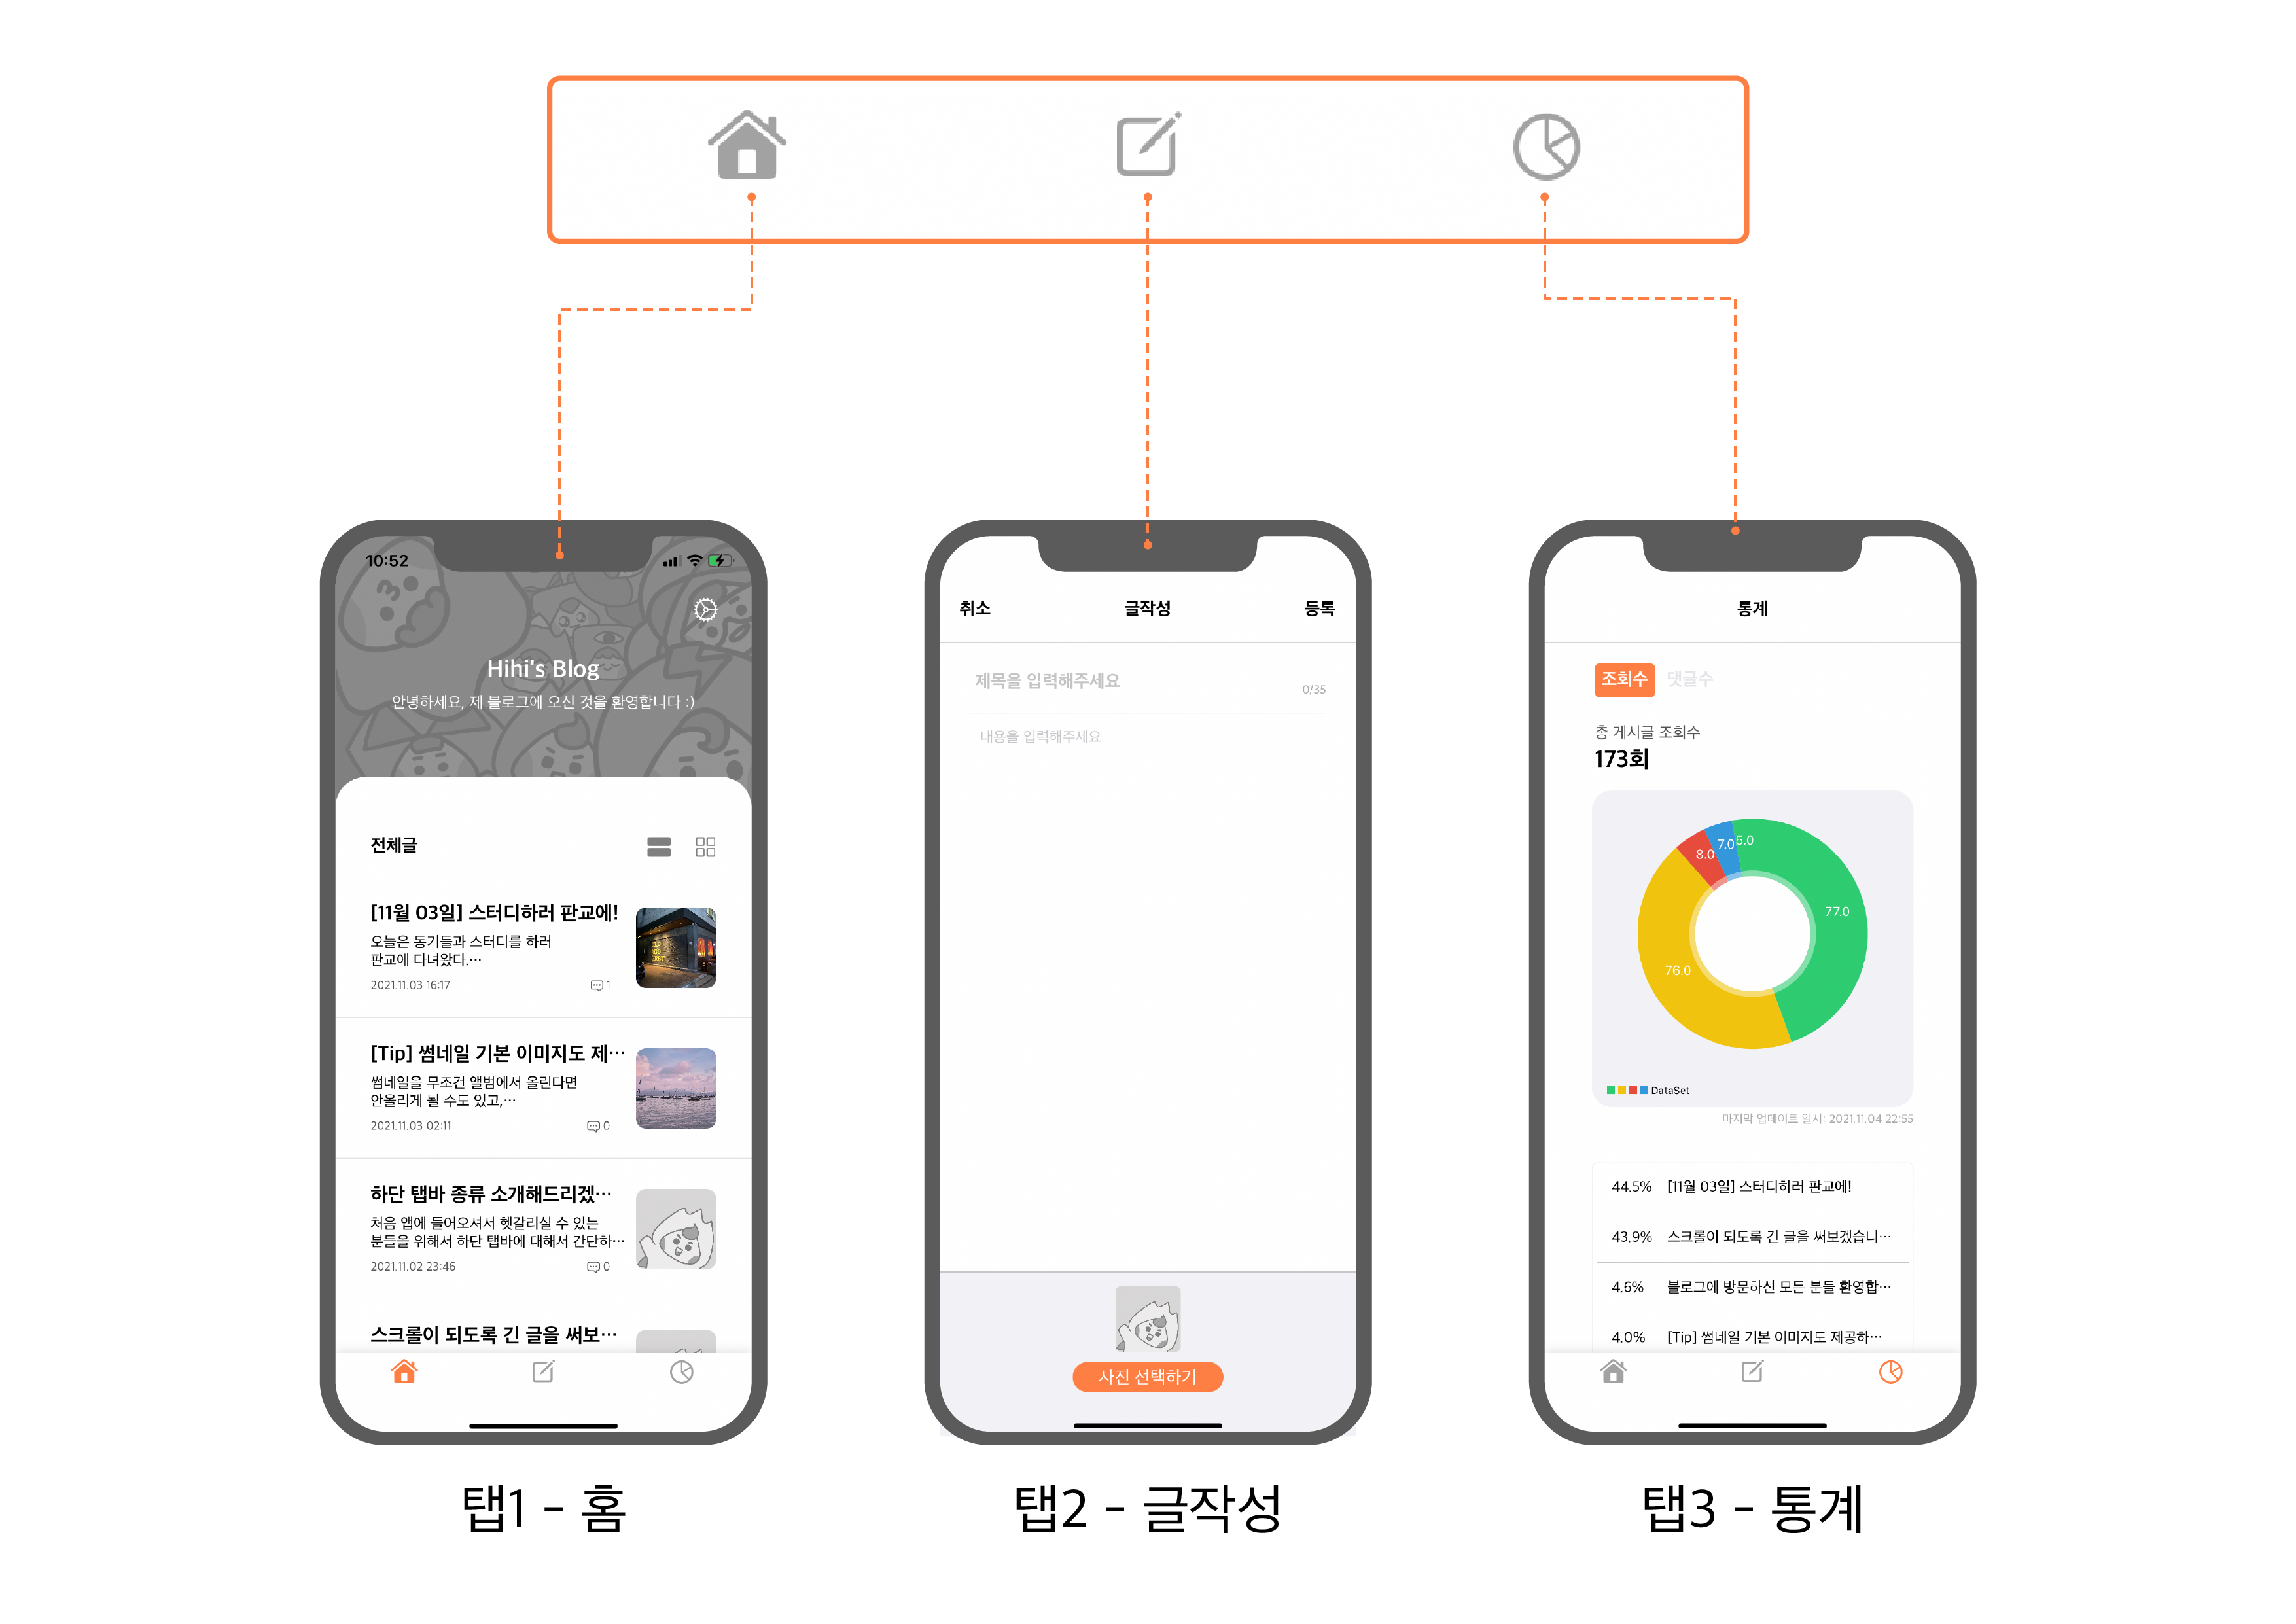 10:52
Hihi's Blog
안녕하세요, 제 블로그에 오신 것을 환영합니다 :)
전체글
[11월 03일] 스터디하러 판교에!
오늘은 동기들과 스터디를 하러
판교에 다녀왔다.…
2021.11.03 16:17
1
[Tip] 썸네일 기본 이미지도 제…
썸네일을 무조건 앨범에서 올린다면
안올리게 될 수도 있고,…
2021.11.03 02:11
0
하단 탭바 종류 소개해드리겠…
처음 앱에 들어오셔서 헷갈리실 수 있는
분들을 위해서 하단 탭바에 대해서 간단하…
2021.11.02 23:46
0
스크롤이 되도록 긴 글을 써보…
탭1 - 홈
취소
글작성
등록
제목을 입력해주세요
0/35
내용을 입력해주세요
사진 선택하기
탭2 - 글작성
통계
조회수
댓글수
총 게시글 조회수
173회
8.0
7.0
5.0
77.0
76.0
DataSet
마지막 업데이트 일시: 2021.11.04 22:55
44.5% [11월 03일] 스터디하러 판교에!
43.9% 스크롤이 되도록 긴 글을 써보겠습니…
4.6% 블로그에 방문하신 모든 분들 환영합…
4.0% [Tip] 썸네일 기본 이미지도 제공하…
탭3 - 통계